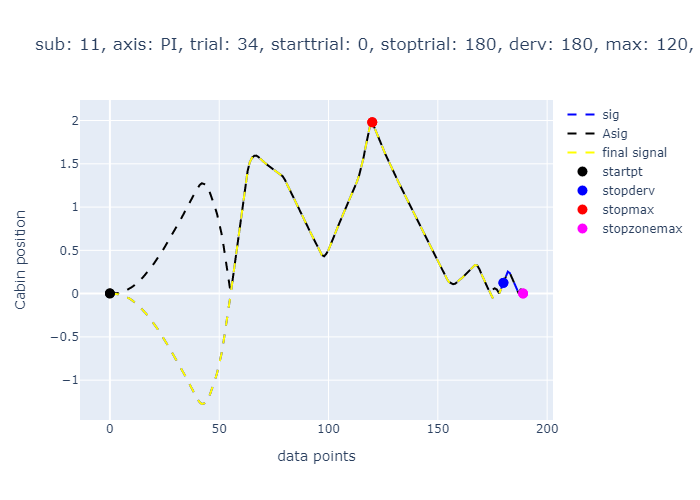 sub: 11, axis: PI, trial: 34, starttrial: 0, stoptrial: 180, derv: 180, max: 120,
2
1.5
1
0.5
0
−0.5
−1
Cabin position
0
50
100
150
200
data points
sig
Asig
final signal
startpt
stopderv
stopmax
stopzonemax